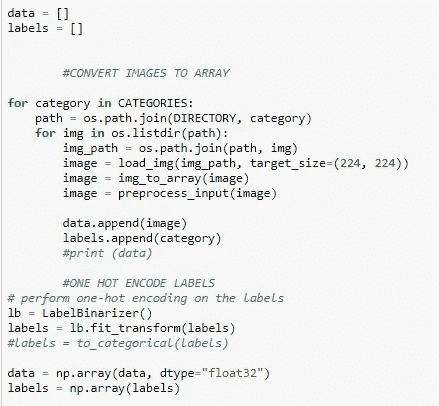 data = []
labels = []
#CONVERT IMAGES TO ARRAY
for category in CATEGORIES:
path = os.path.join(DIRECTORY, category)
for img in os.listdir(path):
img_path = os.path.join(path, img)
image = load_img(img_path, target_size=(224, 224))
image = img_to_array(image)
image = preprocess_input(image)
data.append(image)
labels.append(category)
#print (data)
#ONE HOT ENCODE LABELS
# perform one-hot encoding on the labels
lb = LabelBinarizer()
labels = lb.fit_transform(labels)
#labels = to_categorical(labels)
data = np.array(data, dtype="float32")
labels = np.array(labels)